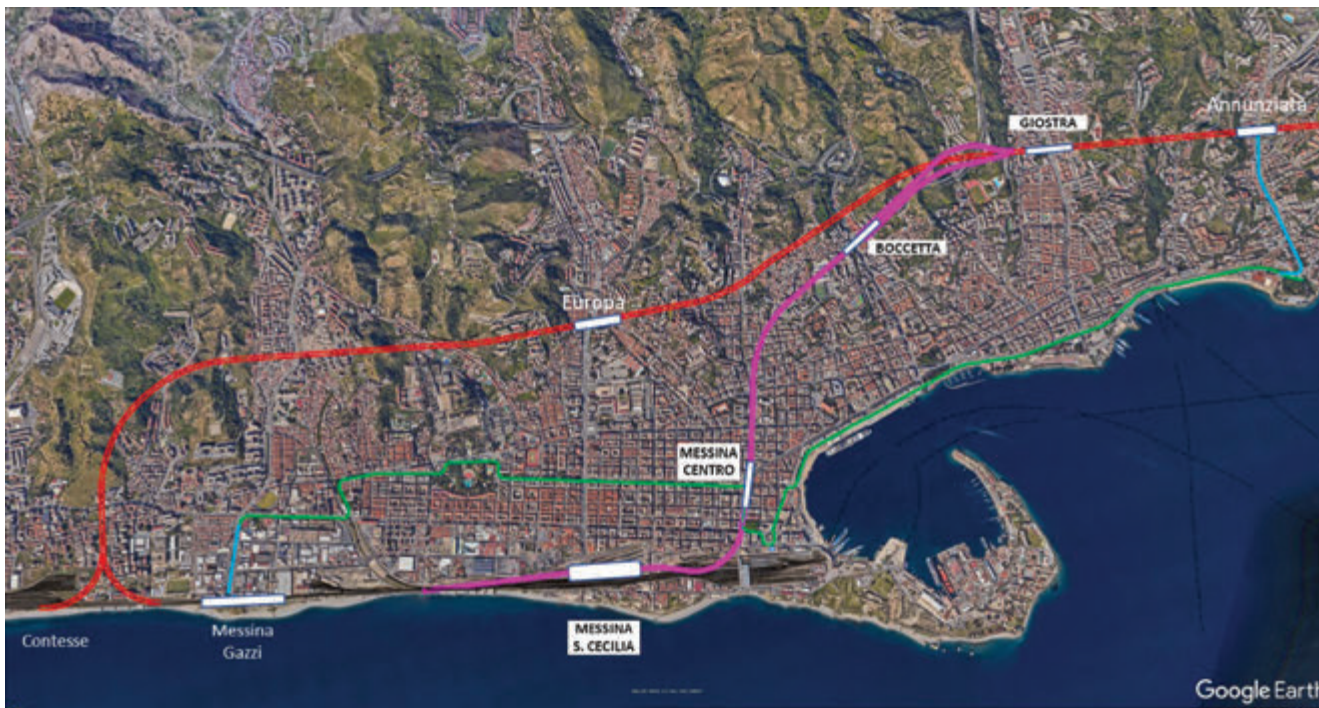 Annunziata
GIOSTRA
BOCCETTA
Europa
MESSINA
CENTRO
Contesse
Messina
Gazzi
MESSINA
S. CECILIA
Google Earth